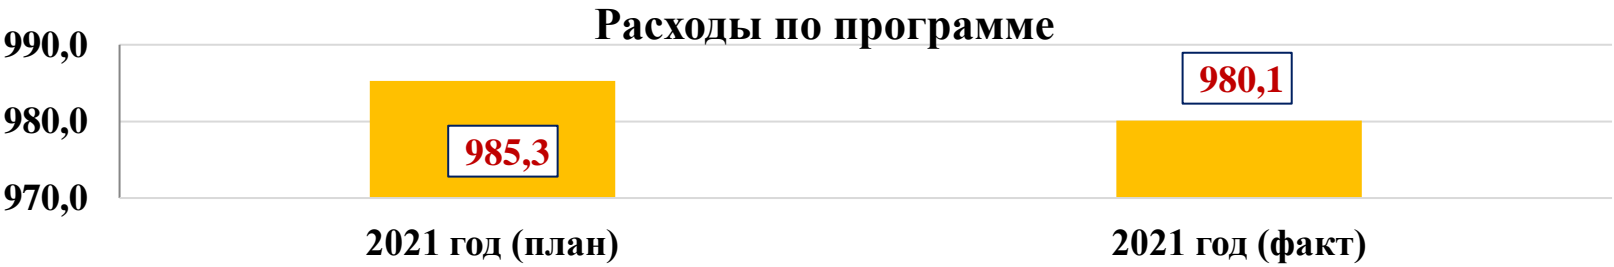 Расходы по программе
990,0
980,0
970,0
985,3
980,1
2021 год (план)
2021 год (факт)